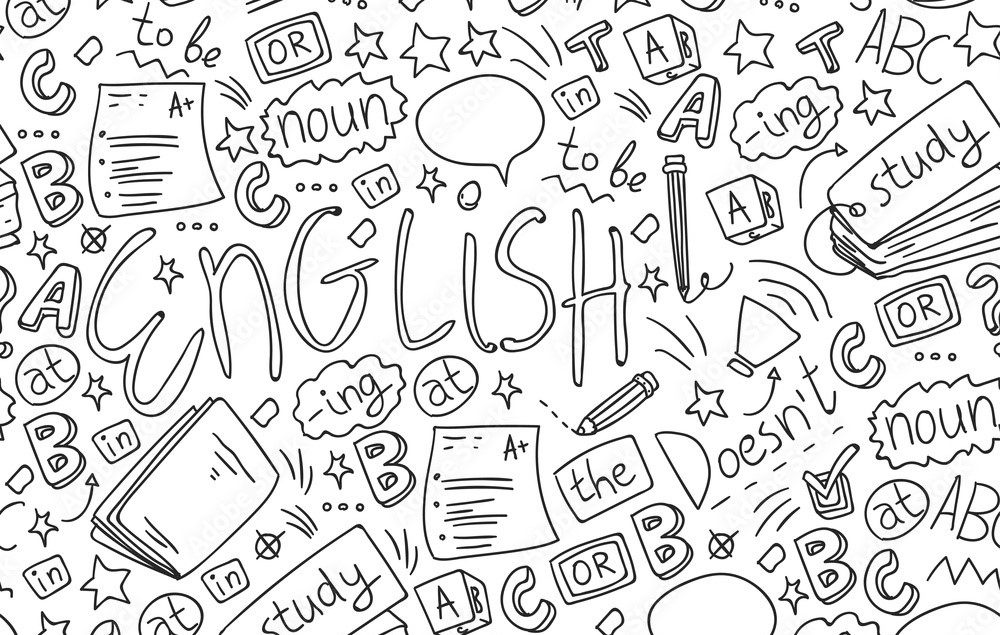 at
to be
OR
T
A B
T
ABC
C
A+
noun
in
A
-ing
study
B
C
in
to be
A B
ENGLISH
A
OR
?
at
-ing
at
C
B
in
B
A+
the
Doesn't
noun
at
ABC
in
in
study
A B
C
OR
B
B
C
at